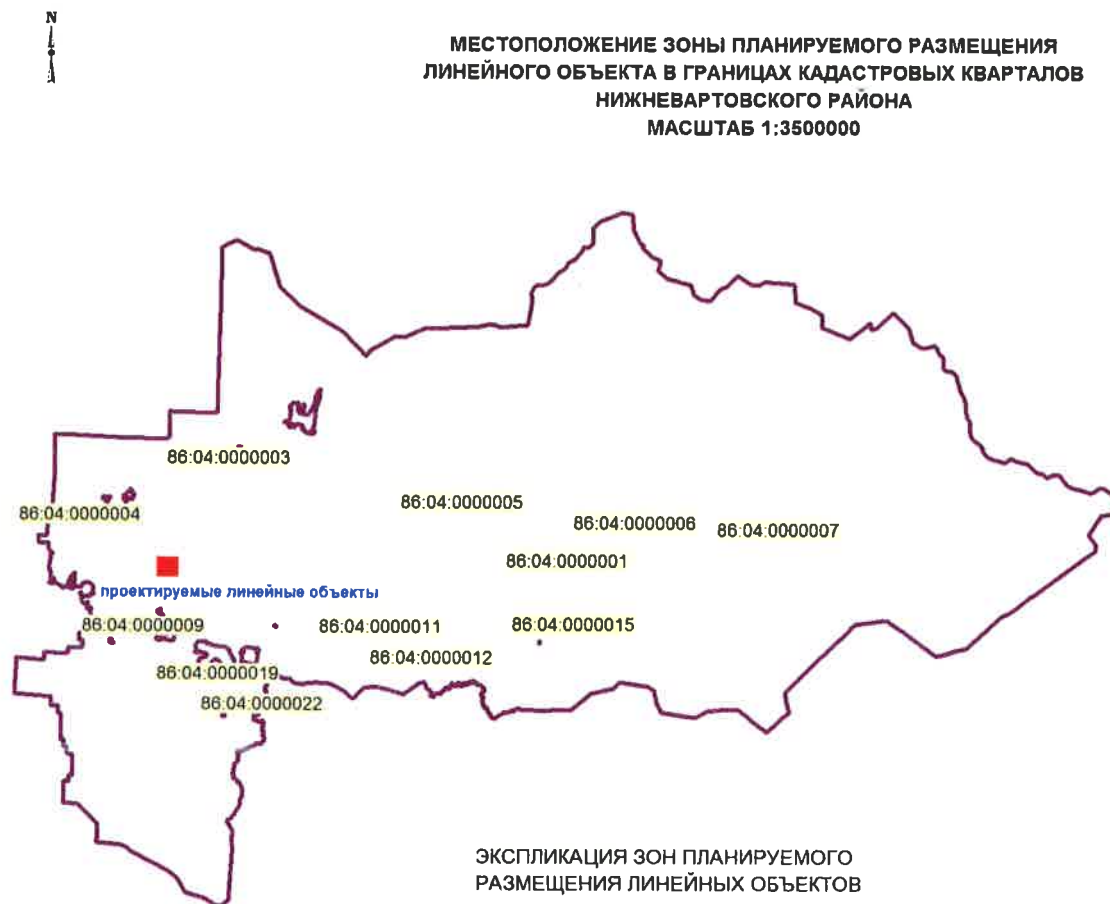 N
МЕСТОПОЛОЖЕНИЕ ЗОНЫ ПЛАНИРУЕМОГО РАЗМЕЩЕНИЯ
ЛИНЕЙНОГО ОБЪЕКТА В ГРАНИЦАХ КАДАСТРОВЫХ КВАРТАЛОВ
НИЖНЕВАРТОВСКОГО РАЙОНА
МАСШТАБ 1:3500000
86:04:0000003
86:04:0000005
86:04:0000004
86:04:0000006
86:04:0000007
86:04:0000001
проектируемые линейные объекты
86:04:0000009
86:04:0000011
86:04:0000015
86:04:0000012
86:04:0000019
86:04:0000022
ЭКСПЛИКАЦИЯ ЗОН ПЛАНИРУЕМОГО
РАЗМЕЩЕНИЯ ЛИНЕЙНЫХ ОБЪЕКТОВ